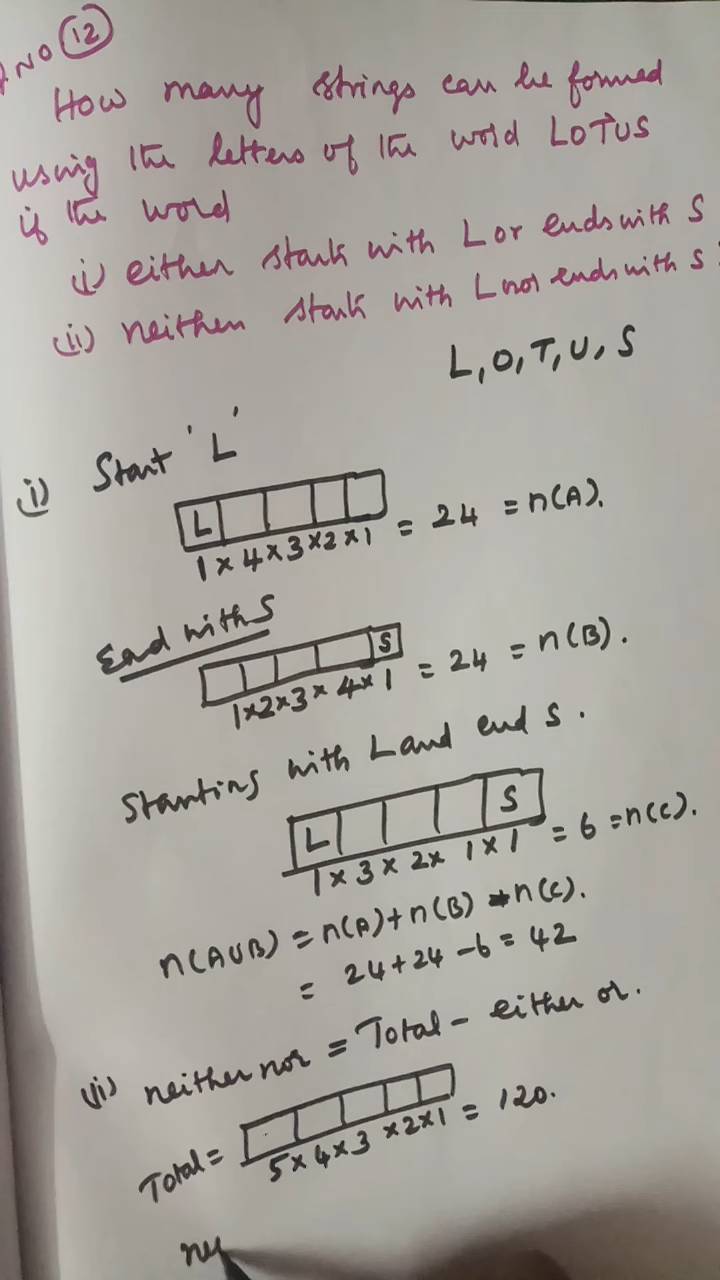 Q. NO 12
How many strings can be formed
using the letters of the word LOTUS
if the word
(i) either starts with L or ends with S
(ii) neither starts with L nor ends with S
L, O, T, U, S
(i) Start 'L'
L
1 × 4 × 3 × 2 × 1 = 24 = n(A).
End with S
S
1×2×3× 4×1 = 24 = n(B).
Starting with L and end S.
L S
1 × 3 × 2 × 1 × 1 = 6 = n(C).
n(A∪B) = n(A)+n(B) - n(C).
= 24+24 -6 = 42
(ii) neither nor = Total - either or.
Total = 5 × 4 × 3 × 2 × 1 = 120.